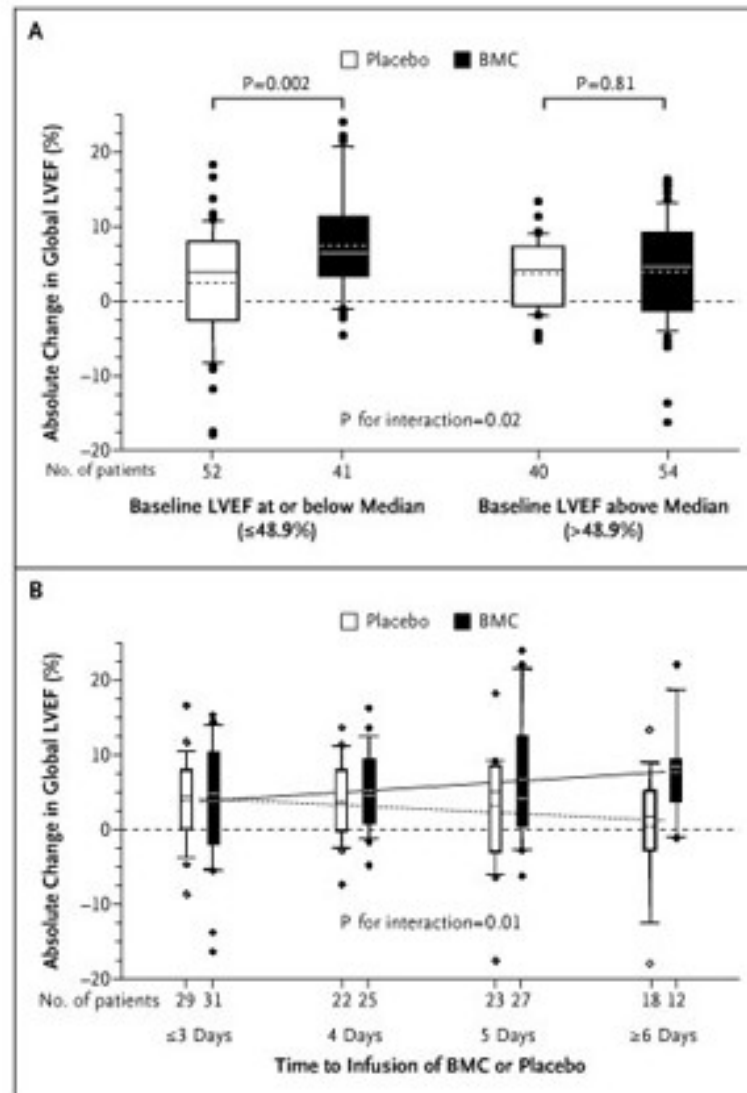 A
Placebo BMC
P=0.002 P=0.81
Absolute Change in Global LVEF (%)
20
10
0
−10
−20
P for interaction=0.02
No. of patients 52 41 40 54
Baseline LVEF at or below Median Baseline LVEF above Median
(≤48.9%) (>48.9%)
B
Placebo BMC
Absolute Change in Global LVEF (%)
20
10
0
−10
−20
P for interaction=0.01
No. of patients 29 31 22 25 23 27 18 12
≤3 Days 4 Days 5 Days ≥6 Days
Time to Infusion of BMC or Placebo